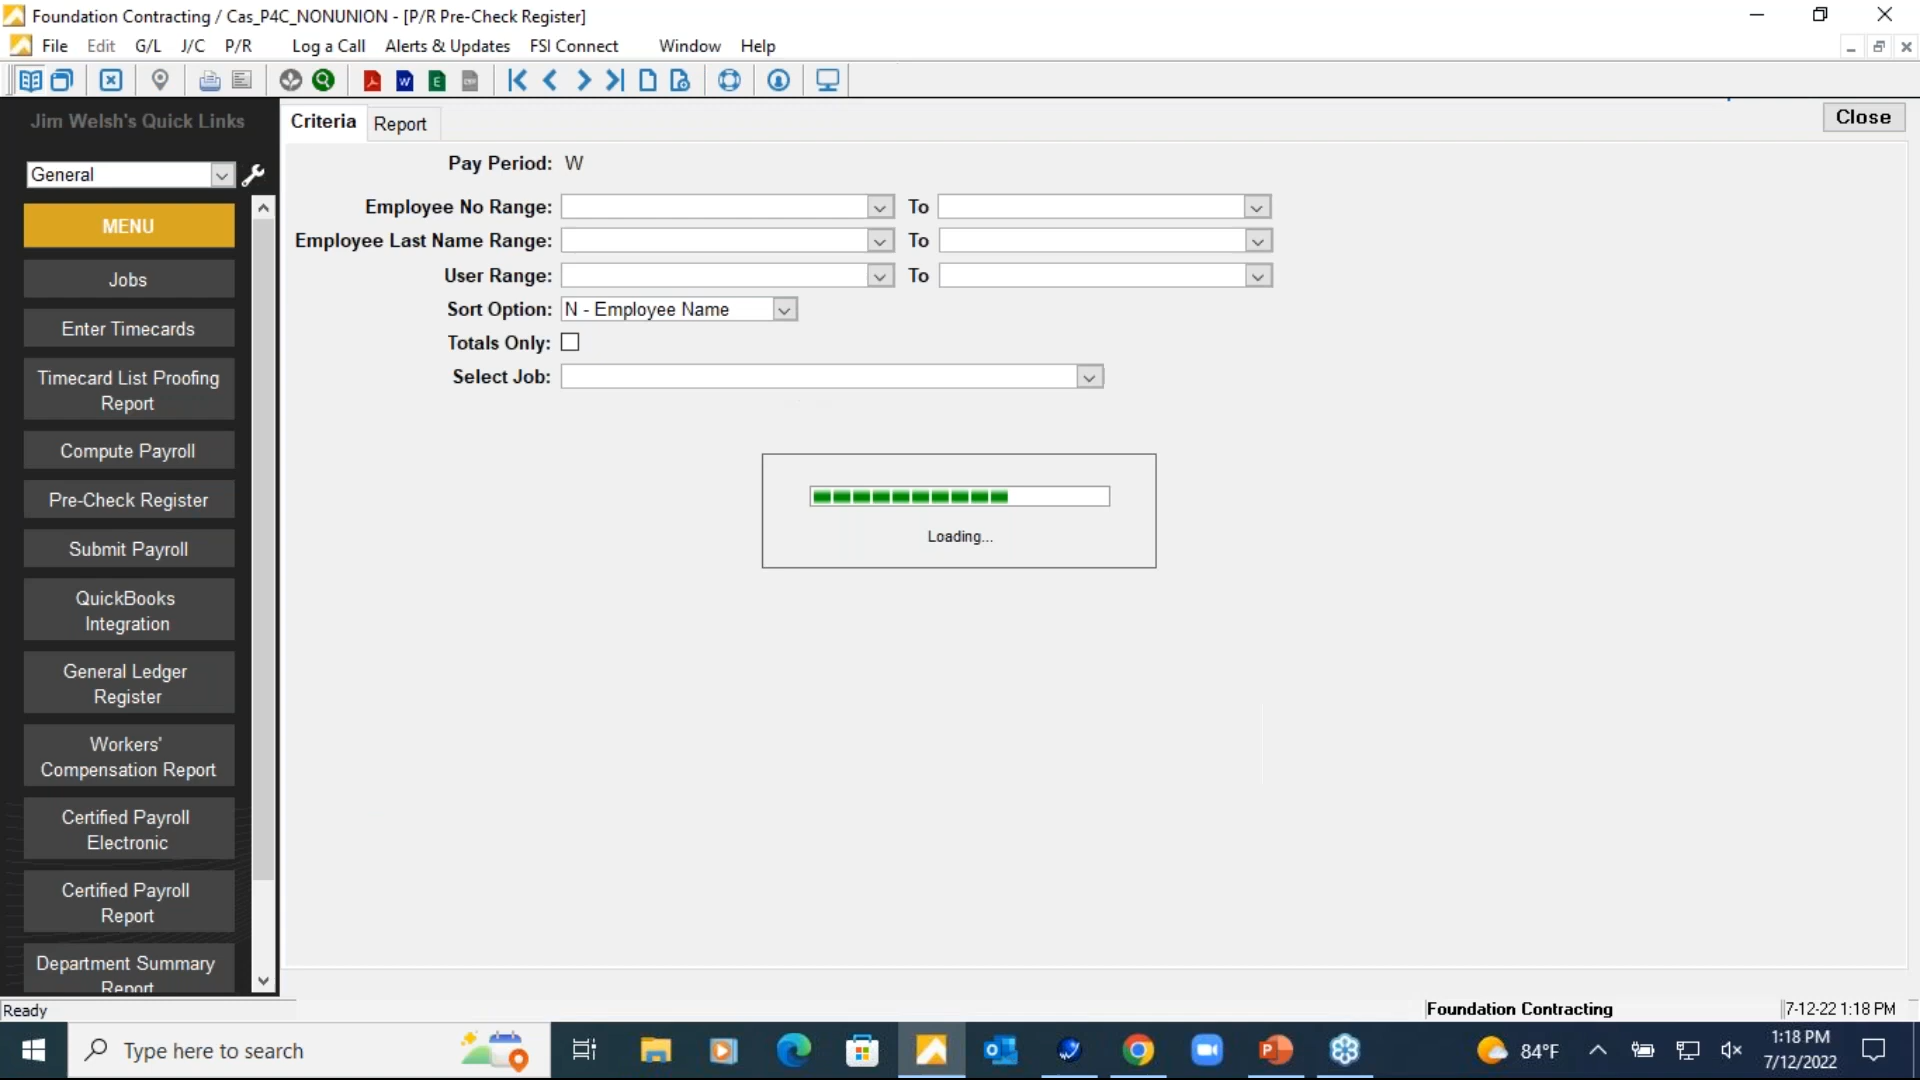 Foundation Contracting / Cas_P4C_NONUNION - [P/R Pre-Check Register]
File Edit G/L J/C P/R Log a Call Alerts & Updates FSI Connect Window Help
Jim Welsh's Quick Links
General
MENU
Jobs
Enter Timecards
Timecard List Proofing
Report
Compute Payroll
Pre-Check Register
Submit Payroll
QuickBooks
Integration
General Ledger
Register
Workers'
Compensation Report
Certified Payroll
Electronic
Certified Payroll
Report
Department Summary
Report
Criteria Report
Close
Pay Period: W
Employee No Range: To
Employee Last Name Range: To
User Range: To
Sort Option: N - Employee Name
Totals Only:
Select Job:
Loading...
Ready
Foundation Contracting
7-12-22 1:18 PM
Type here to search
84°F
1:18 PM
7/12/2022